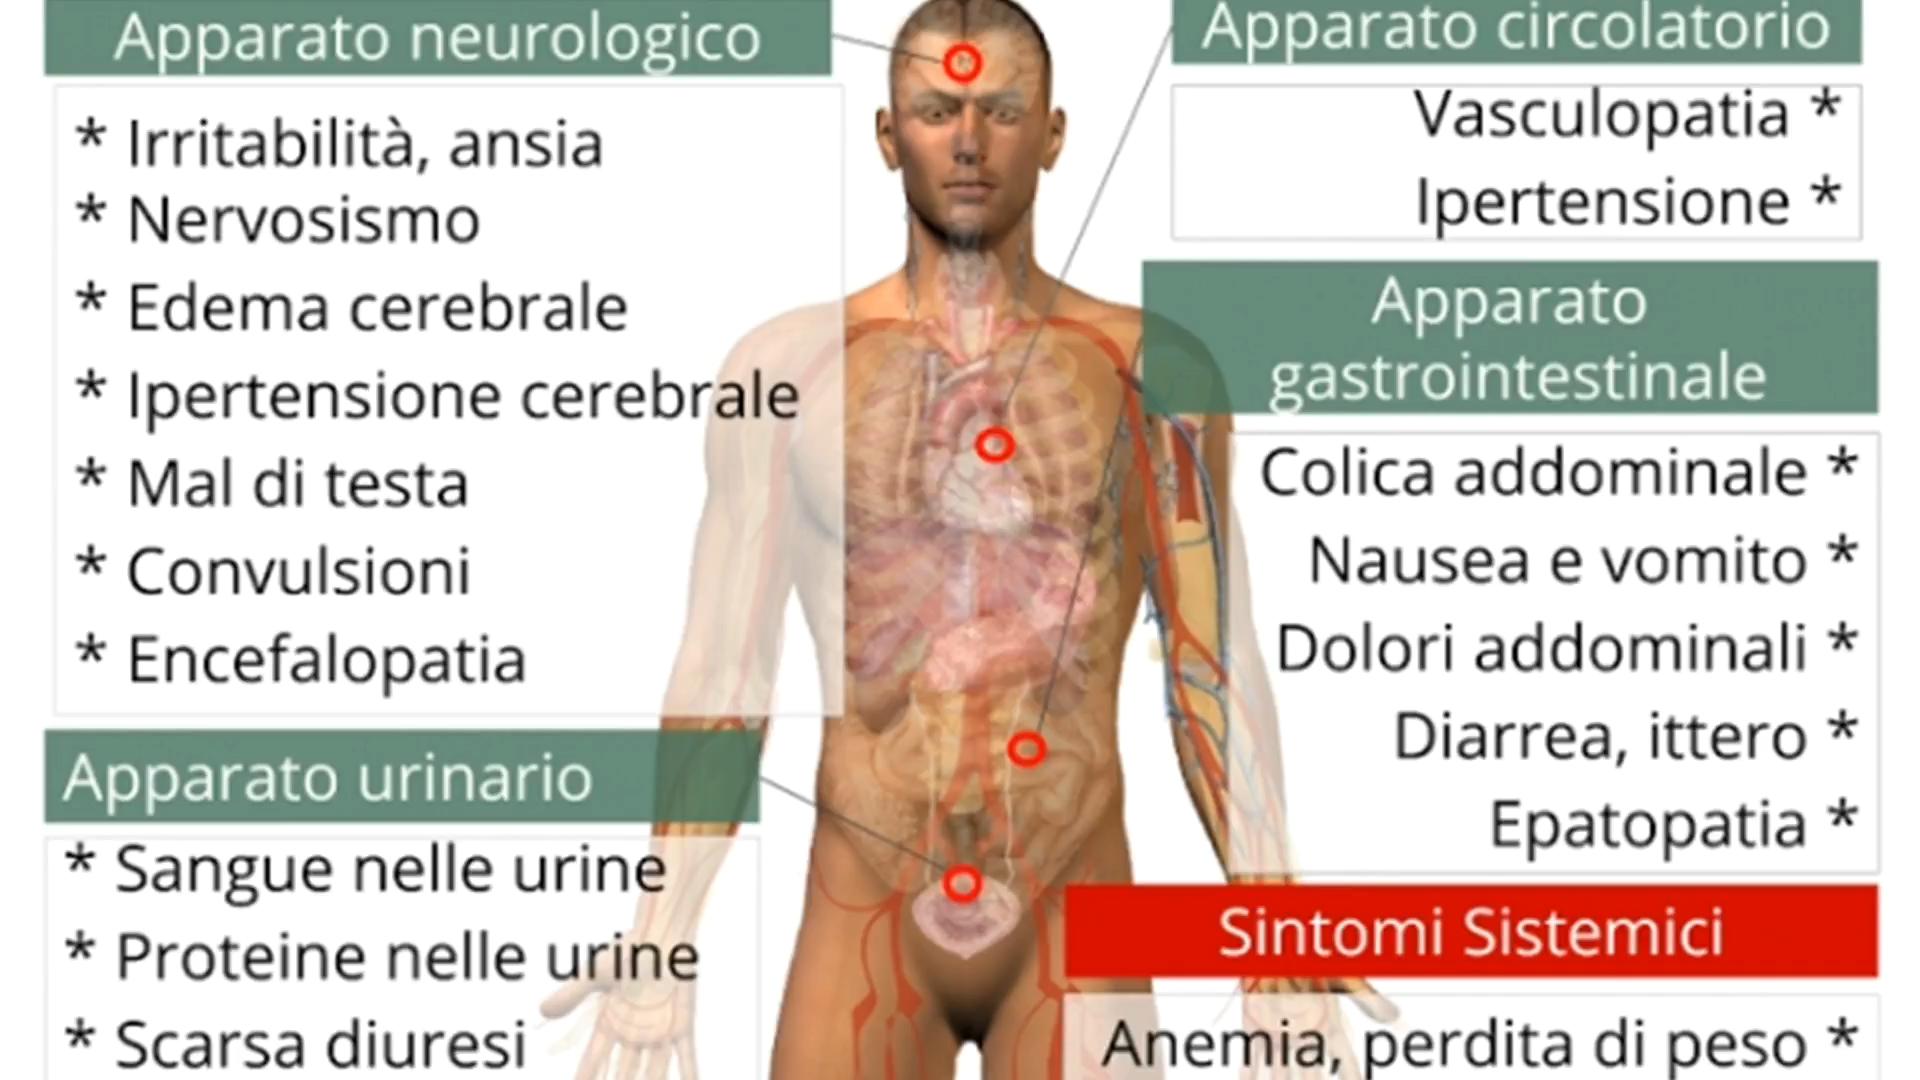 Apparato neurologico
* Irritabilità, ansia
* Nervosismo
* Edema cerebrale
* Ipertensione cerebrale
* Mal di testa
* Convulsioni
* Encefalopatia
Apparato urinario
* Sangue nelle urine
* Proteine nelle urine
* Scarsa diuresi
Apparato circolatorio
Vasculopatia *
Ipertensione *
Apparato
gastrointestinale
Colica addominale *
Nausea e vomito *
Dolori addominali *
Diarrea, ittero *
Epatopatia *
Sintomi Sistemici
Anemia, perdita di peso *